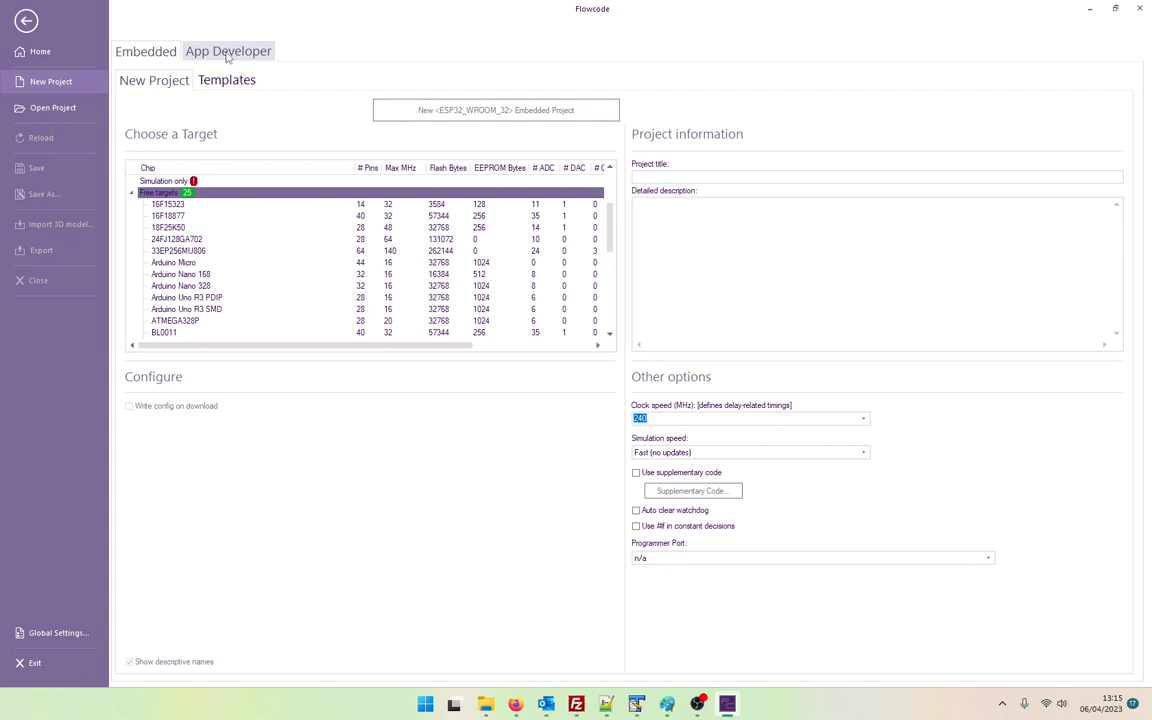 Flowcode
Home
New Project
Open Project
Reload
Save
Save As...
Import 3D model...
Export
Close
Global Settings...
Exit
Embedded App Developer
New Project Templates
New <ESP32_WROOM_32> Embedded Project
Choose a Target
Chip # Pins Max MHz Flash Bytes EEPROM Bytes # ADC # DAC # C
Simulation only !
Free targets 25
16F15323 14 32 3584 128 11 1 0
16F18877 40 32 57344 256 35 1 0
18F25K50 28 48 32768 256 14 1 0
24FJ128GA702 28 64 131072 0 10 0 0
33EP256MU806 64 140 262144 0 24 0 3
Arduino Micro 44 16 32768 1024 0 0 0
Arduino Nano 168 32 16 16384 512 8 0 0
Arduino Nano 328 32 16 32768 1024 8 0 0
Arduino Uno R3 PDIP 28 16 32768 1024 6 0 0
Arduino Uno R3 SMD 28 16 32768 1024 6 0 0
ATMEGA328P 28 20 32768 1024 6 0 0
BL0011 40 32 57344 256 35 1 0
Configure
Write config on download
Show descriptive names
Project information
Project title:
Detailed description:
Other options
Clock speed (MHz): [defines delay-related timings]
240
Simulation speed:
Fast (no updates)
Use supplementary code
Supplementary Code...
Auto clear watchdog
Use #if in constant decisions
Programmer Port:
n/a
13:15
06/04/2023
17